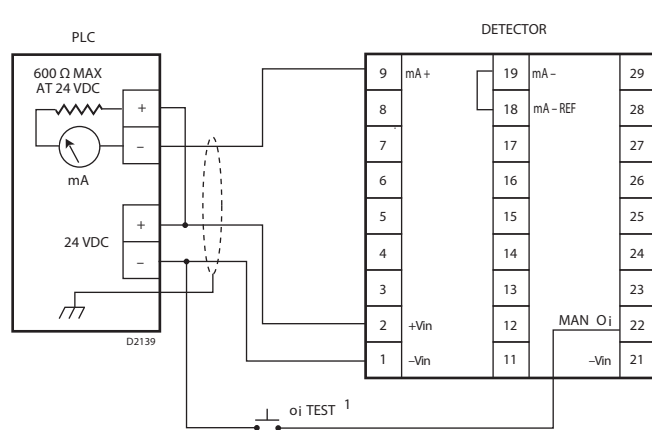 DETECTOR
PLC
600 Ω MAX
AT 24 VDC
+
–
mA
24 VDC
+
–
D2139
9 mA + 19 mA – 29
8 18 mA – REF 28
7 17 27
6 16 26
5 15 25
4 14 24
3 13 23
2 +Vin 12 MAN Oi 22
1 –Vin 11 –Vin 21
oi TEST 1